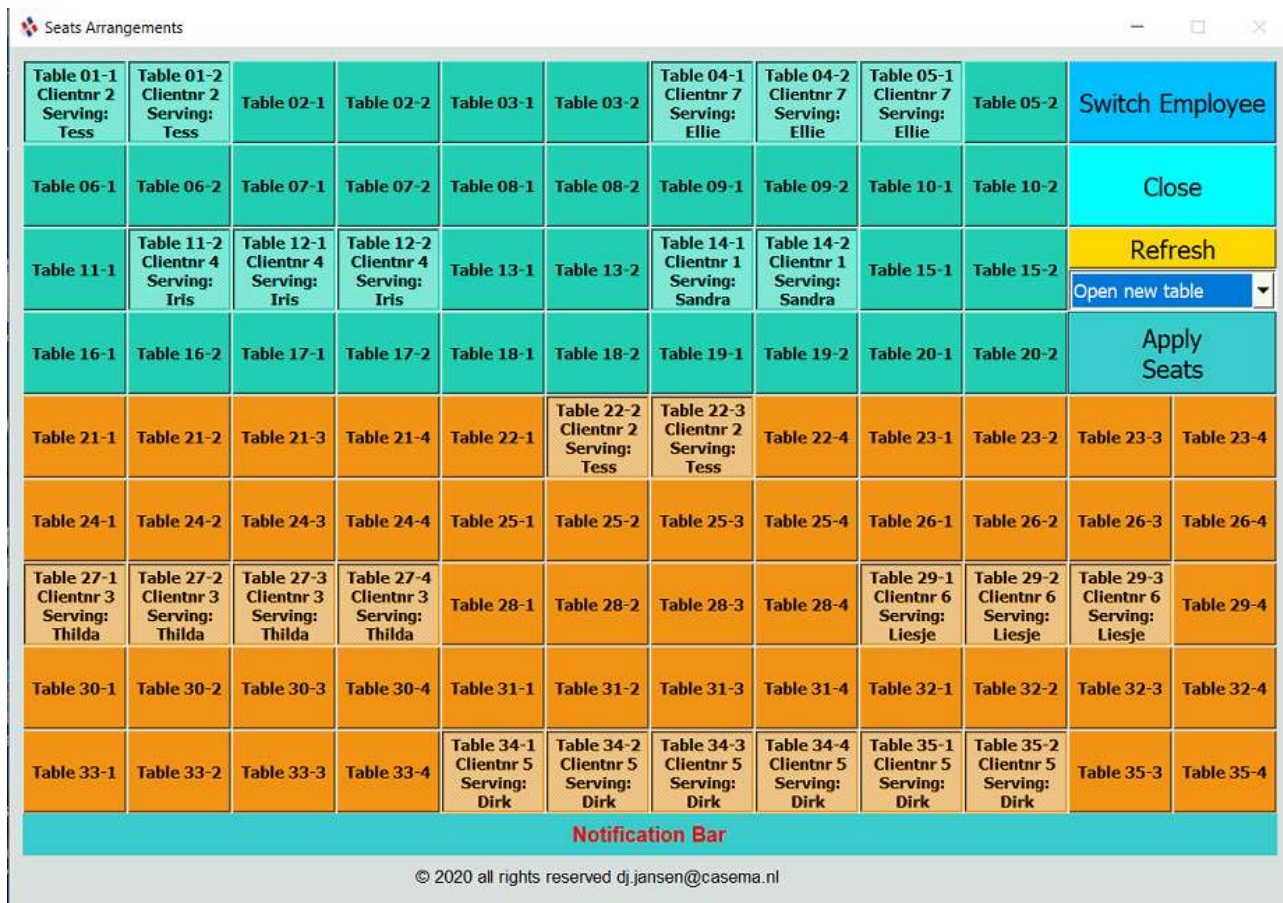 Seats Arrangements
Table 01-1
Clientnr 2
Serving:
Tess
Table 01-2
Clientnr 2
Serving:
Tess
Table 02-1
Table 02-2
Table 03-1
Table 03-2
Table 04-1
Clientnr 7
Serving:
Ellie
Table 04-2
Clientnr 7
Serving:
Ellie
Table 05-1
Clientnr 7
Serving:
Ellie
Table 05-2
Switch Employee
Table 06-1
Table 06-2
Table 07-1
Table 07-2
Table 08-1
Table 08-2
Table 09-1
Table 09-2
Table 10-1
Table 10-2
Close
Table 11-1
Table 11-2
Clientnr 4
Serving:
Iris
Table 12-1
Clientnr 4
Serving:
Iris
Table 12-2
Clientnr 4
Serving:
Iris
Table 13-1
Table 13-2
Table 14-1
Clientnr 1
Serving:
Sandra
Table 14-2
Clientnr 1
Serving:
Sandra
Table 15-1
Table 15-2
Refresh
Open new table
Table 16-1
Table 16-2
Table 17-1
Table 17-2
Table 18-1
Table 18-2
Table 19-1
Table 19-2
Table 20-1
Table 20-2
Apply
Seats
Table 21-1
Table 21-2
Table 21-3
Table 21-4
Table 22-1
Table 22-2
Clientnr 2
Serving:
Tess
Table 22-3
Clientnr 2
Serving:
Tess
Table 22-4
Table 23-1
Table 23-2
Table 23-3
Table 23-4
Table 24-1
Table 24-2
Table 24-3
Table 24-4
Table 25-1
Table 25-2
Table 25-3
Table 25-4
Table 26-1
Table 26-2
Table 26-3
Table 26-4
Table 27-1
Clientnr 3
Serving:
Thilda
Table 27-2
Clientnr 3
Serving:
Thilda
Table 27-3
Clientnr 3
Serving:
Thilda
Table 27-4
Clientnr 3
Serving:
Thilda
Table 28-1
Table 28-2
Table 28-3
Table 28-4
Table 29-1
Clientnr 6
Serving:
Liesje
Table 29-2
Clientnr 6
Serving:
Liesje
Table 29-3
Clientnr 6
Serving:
Liesje
Table 29-4
Table 30-1
Table 30-2
Table 30-3
Table 30-4
Table 31-1
Table 31-2
Table 31-3
Table 31-4
Table 32-1
Table 32-2
Table 32-3
Table 32-4
Table 33-1
Table 33-2
Table 33-3
Table 33-4
Table 34-1
Clientnr 5
Serving:
Dirk
Table 34-2
Clientnr 5
Serving:
Dirk
Table 34-3
Clientnr 5
Serving:
Dirk
Table 34-4
Clientnr 5
Serving:
Dirk
Table 35-1
Clientnr 5
Serving:
Dirk
Table 35-2
Clientnr 5
Serving:
Dirk
Table 35-3
Table 35-4
Notification Bar
© 2020 all rights reserved dj.jansen@casema.nl